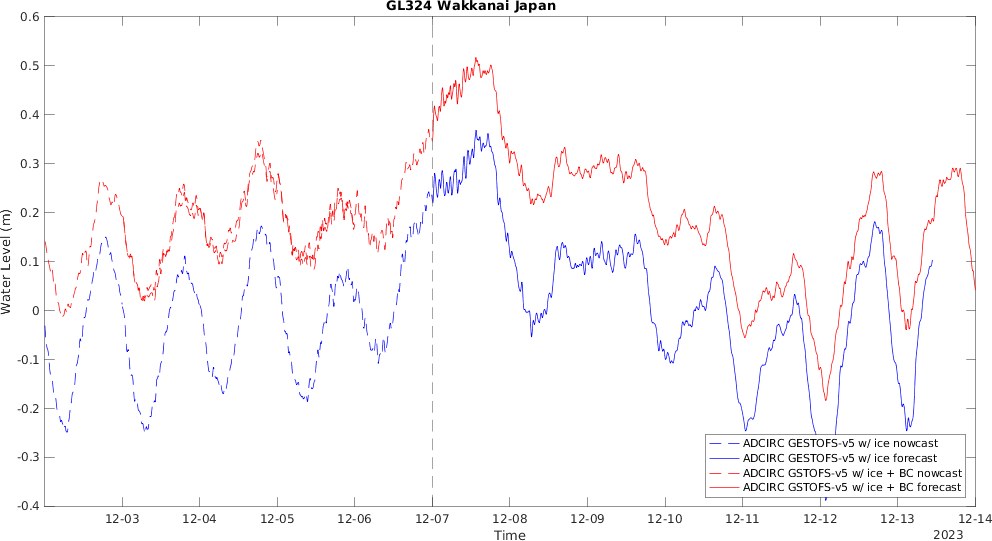 GL324 Wakkanai Japan
0.6
0.5
0.4
0.3
0.2
0.1
0
-0.1
-0.2
-0.3
-0.4
Water Level (m)
ADCIRC GESTOFS-v5 w/ ice nowcast
ADCIRC GESTOFS-v5 w/ ice forecast
ADCIRC GSTOFS-v5 w/ ice + BC nowcast
ADCIRC GSTOFS-v5 w/ ice + BC forecast
12-03 12-04 12-05 12-06 12-07 12-08 12-09 12-10 12-11 12-12 12-13 12-14
Time
2023